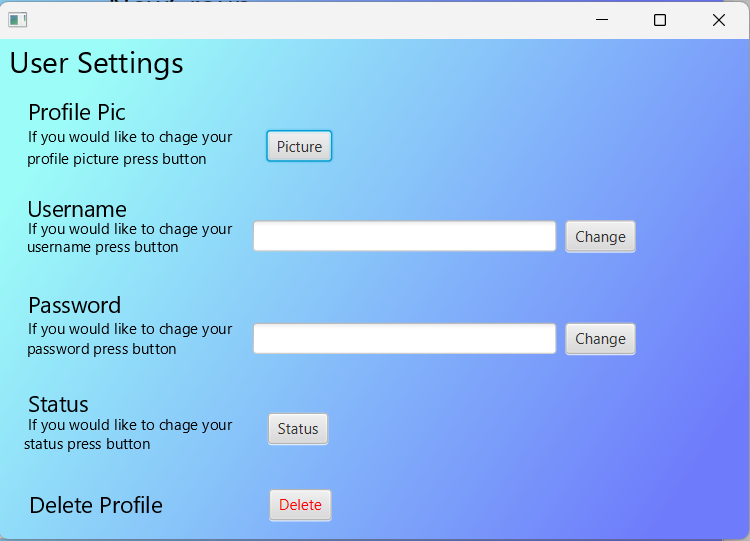 User Settings
Profile Pic
If you would like to chage your
profile picture press button
Picture
Username
If you would like to chage your
username press button
Change
Password
If you would like to chage your
password press button
Change
Status
If you would like to chage your
status press button
Status
Delete Profile
Delete